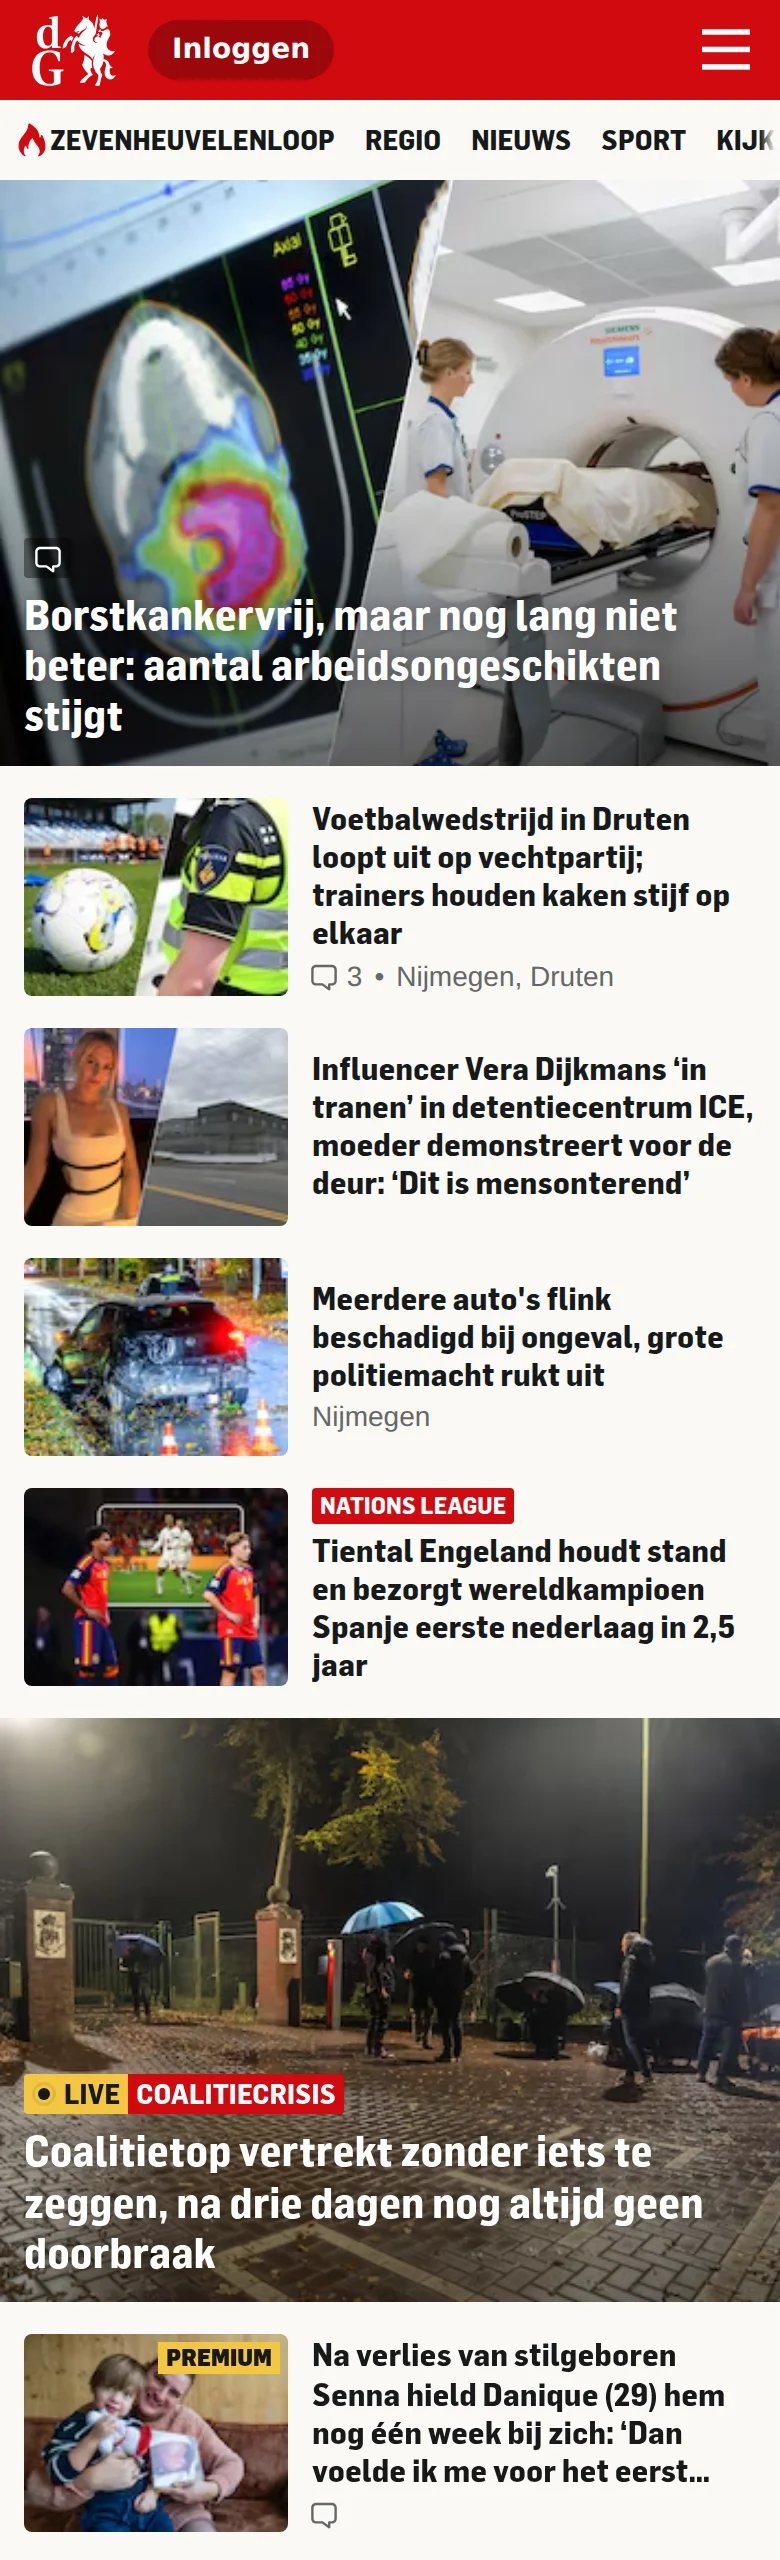 d
G
Inloggen
ZEVENHEUVELENLOOP REGIO NIEUWS SPORT KIJK
Axial
SIEMENS
ProSTEP
Borstkankervrij, maar nog lang niet
beter: aantal arbeidsongeschikten
stijgt
Voetbalwedstrijd in Druten
loopt uit op vechtpartij;
trainers houden kaken stijf op
elkaar
3 • Nijmegen, Druten
Influencer Vera Dijkmans ‘in
tranen’ in detentiecentrum ICE,
moeder demonstreert voor de
deur: ‘Dit is mensonterend’
Meerdere auto's flink
beschadigd bij ongeval, grote
politiemacht rukt uit
Nijmegen
NATIONS LEAGUE
Tiental Engeland houdt stand
en bezorgt wereldkampioen
Spanje eerste nederlaag in 2,5
jaar
LIVE COALITIECRISIS
Coalitietop vertrekt zonder iets te
zeggen, na drie dagen nog altijd geen
doorbraak
PREMIUM
Na verlies van stilgeboren
Senna hield Danique (29) hem
nog één week bij zich: ‘Dan
voelde ik me voor het eerst...